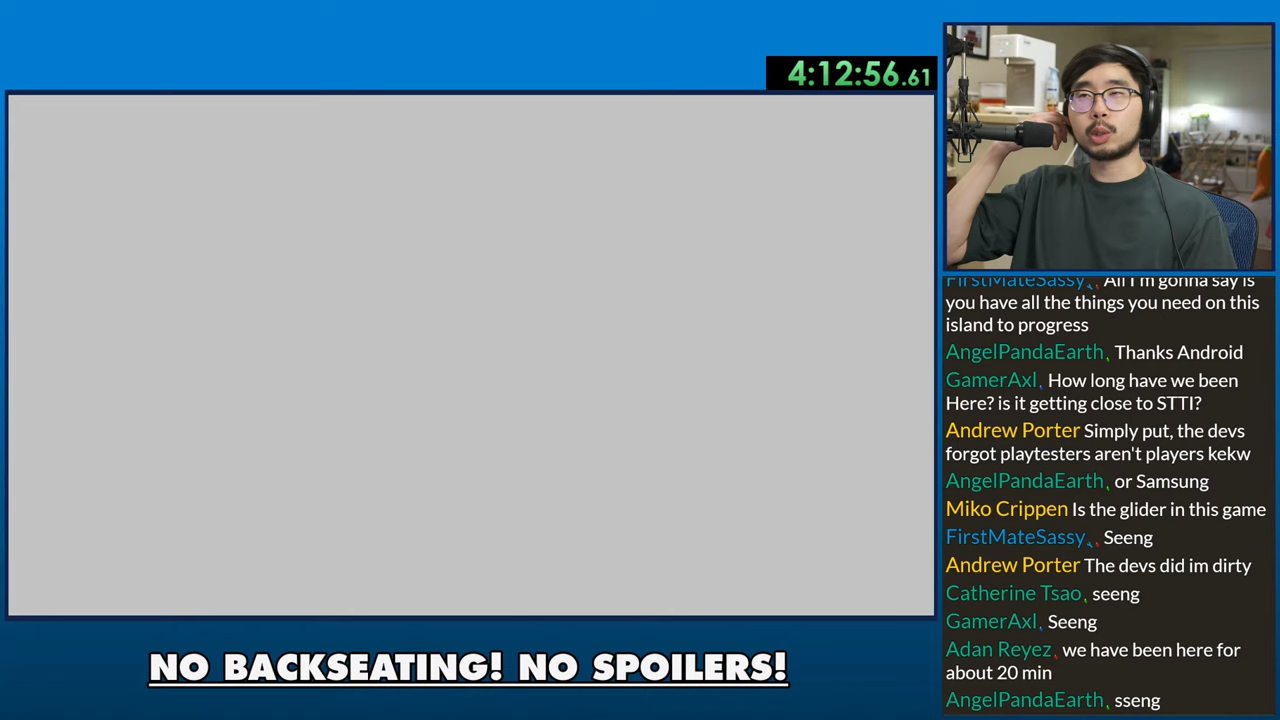 4:12:56.61
FirstMateSassy, All I'm gonna say is
you have all the things you need on this
island to progress
AngelPandaEarth, Thanks Android
GamerAxl, How long have we been
Here? is it getting close to STTI?
Andrew Porter Simply put, the devs
forgot playtesters aren't players kekw
AngelPandaEarth, or Samsung
Miko Crippen Is the glider in this game
FirstMateSassy, Seeng
Andrew Porter The devs did im dirty
Catherine Tsao, seeng
GamerAxl, Seeng
Adan Reyez, we have been here for
about 20 min
AngelPandaEarth, sseng
NO BACKSEATING! NO SPOILERS!